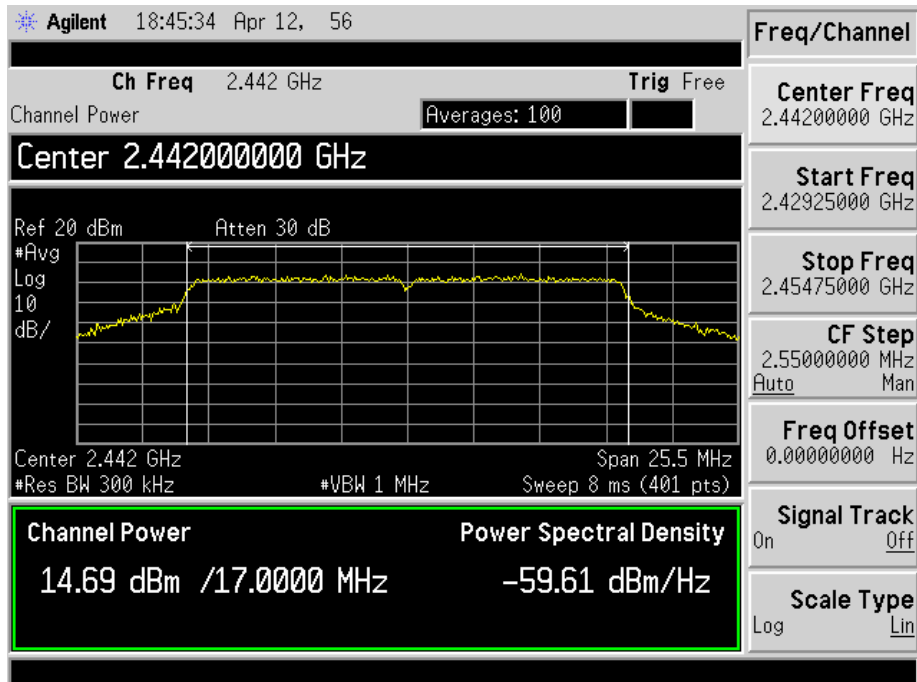 Agilent 18:45:34 Apr 12, 56
Freq/Channel
Ch Freq 2.442 GHz Trig Free
Channel Power Averages: 100
Center 2.442000000 GHz
Ref 20 dBm Atten 30 dB
#Avg
Log
10
dB/
Center 2.442 GHz Span 25.5 MHz
#Res BW 300 kHz #VBW 1 MHz Sweep 8 ms (401 pts)
Channel Power Power Spectral Density
14.69 dBm /17.0000 MHz -59.61 dBm/Hz
Center Freq
2.44200000 GHz
Start Freq
2.42925000 GHz
Stop Freq
2.45475000 GHz
CF Step
2.55000000 MHz
Auto Man
Freq Offset
0.00000000 Hz
Signal Track
On Off
Scale Type
Log Lin